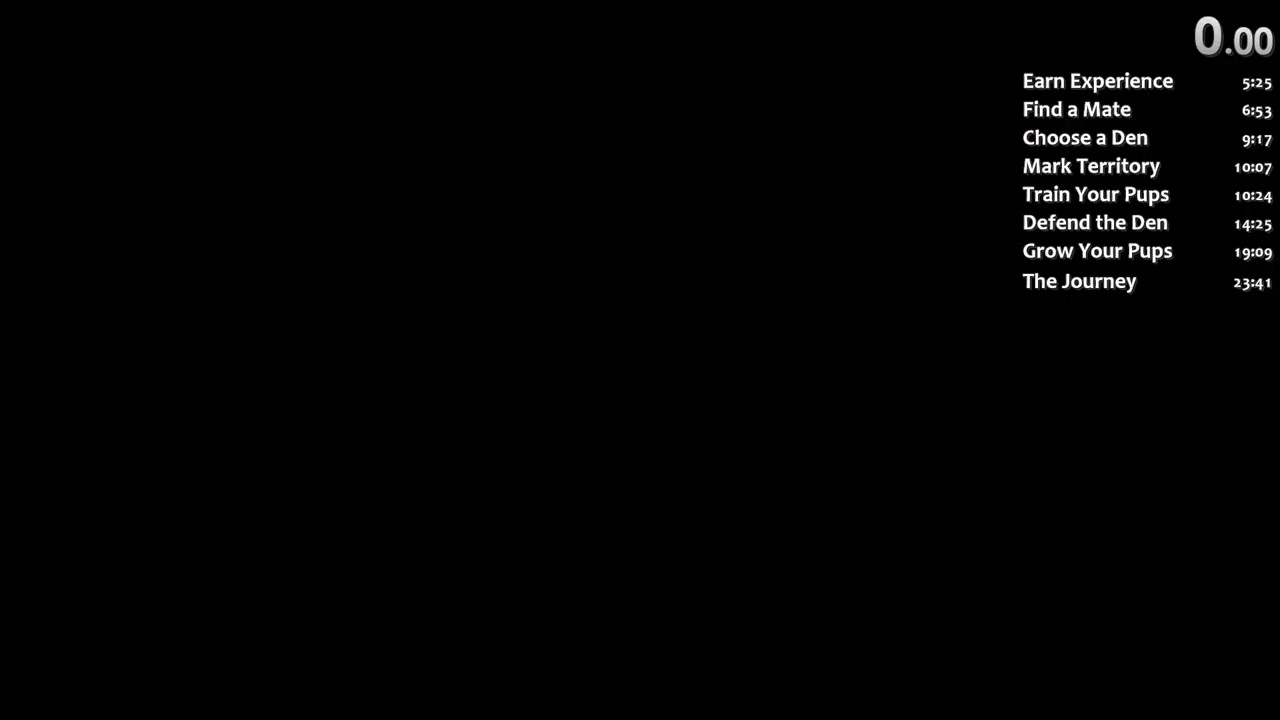 0.00
Earn Experience 5:25
Find a Mate 6:53
Choose a Den 9:17
Mark Territory 10:07
Train Your Pups 10:24
Defend the Den 14:25
Grow Your Pups 19:09
The Journey 23:41